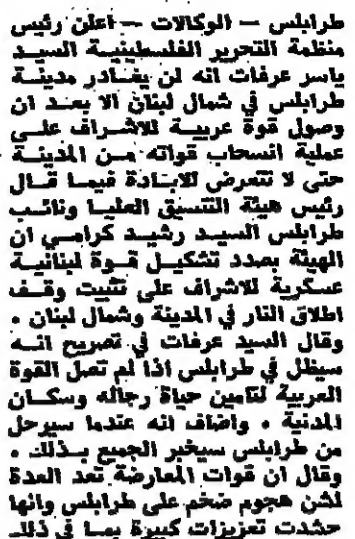 طرابلس — الوكالات — اعلن رئيس
منظمة التحرير الفلسطينية السيد
ياسر عرفات انه لن يغادر مدينة
طرابلس في شمال لبنان الا بعد ان
وصول قوة عربية للاشراف على
عملية انسحاب قواته من المدينة
حتى لا تتعرض للابادة فيما قال
رئيس هيئة التنسيق العليا ونائب
طرابلس السيد رشيد كرامي ان
الهيئة بصدد تشكيل قوة لبنانية
عسكرية للاشراف على تثبيت وقف
اطلاق النار في المدينة وشمال لبنان .
وقال السيد عرفات في تصريح انه
سيظل في طرابلس اذا لم تصل القوة
العربية لتامين حياة رجاله وسكان
المدنية . واضاف انه عندما سيرحل
من طرابلس سيخبر الجميع بذلك .
وقال ان قوات المعارضة تعد العدة
لشن هجوم ضخم على طرابلس وانها
حشدت تعزيزات كبيرة بما في ذلك